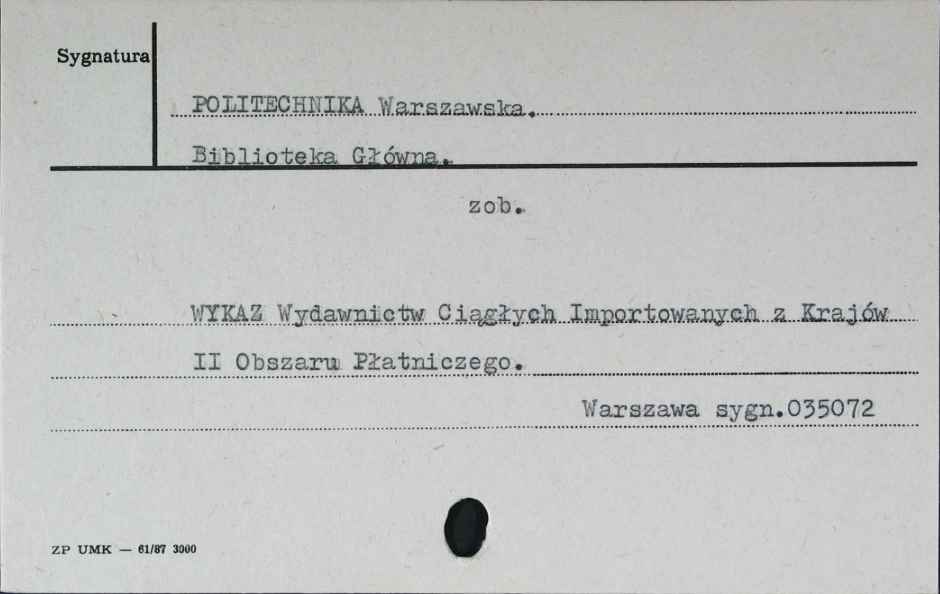 Sygnatura
POLITECHNIKA Warszawska.
Biblioteka Główna.
zob.
WYKAZ Wydawnictw Ciągłych Importowanych z Krajów
II Obszaru Płatniczego.
Warszawa sygn.035072
ZP UMK — 61/87 3000